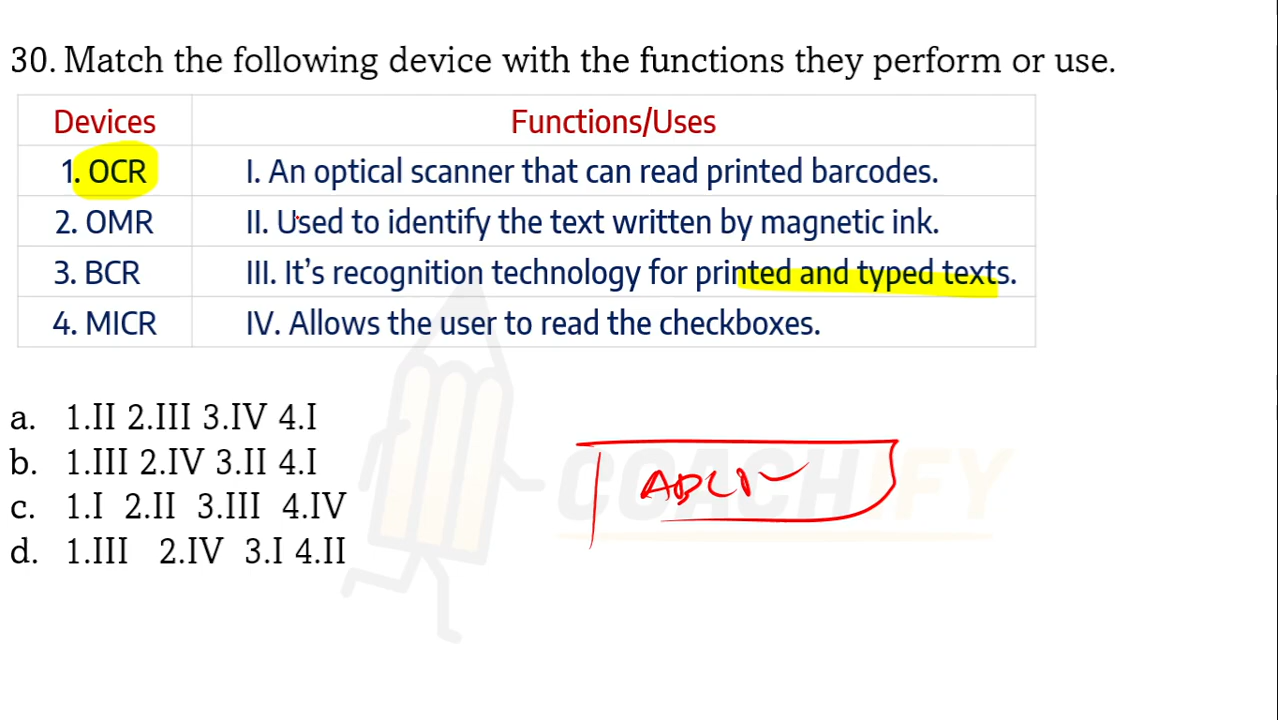 30. Match the following device with the functions they perform or use.
Devices Functions/Uses
1. OCR I. An optical scanner that can read printed barcodes.
2. OMR II. Used to identify the text written by magnetic ink.
3. BCR III. It's recognition technology for printed and typed texts.
4. MICR IV. Allows the user to read the checkboxes.
a. 1.II 2.III 3.IV 4.I
b. 1.III 2.IV 3.II 4.I
c. 1.I 2.II 3.III 4.IV
d. 1.III 2.IV 3.I 4.II
COACHIFY